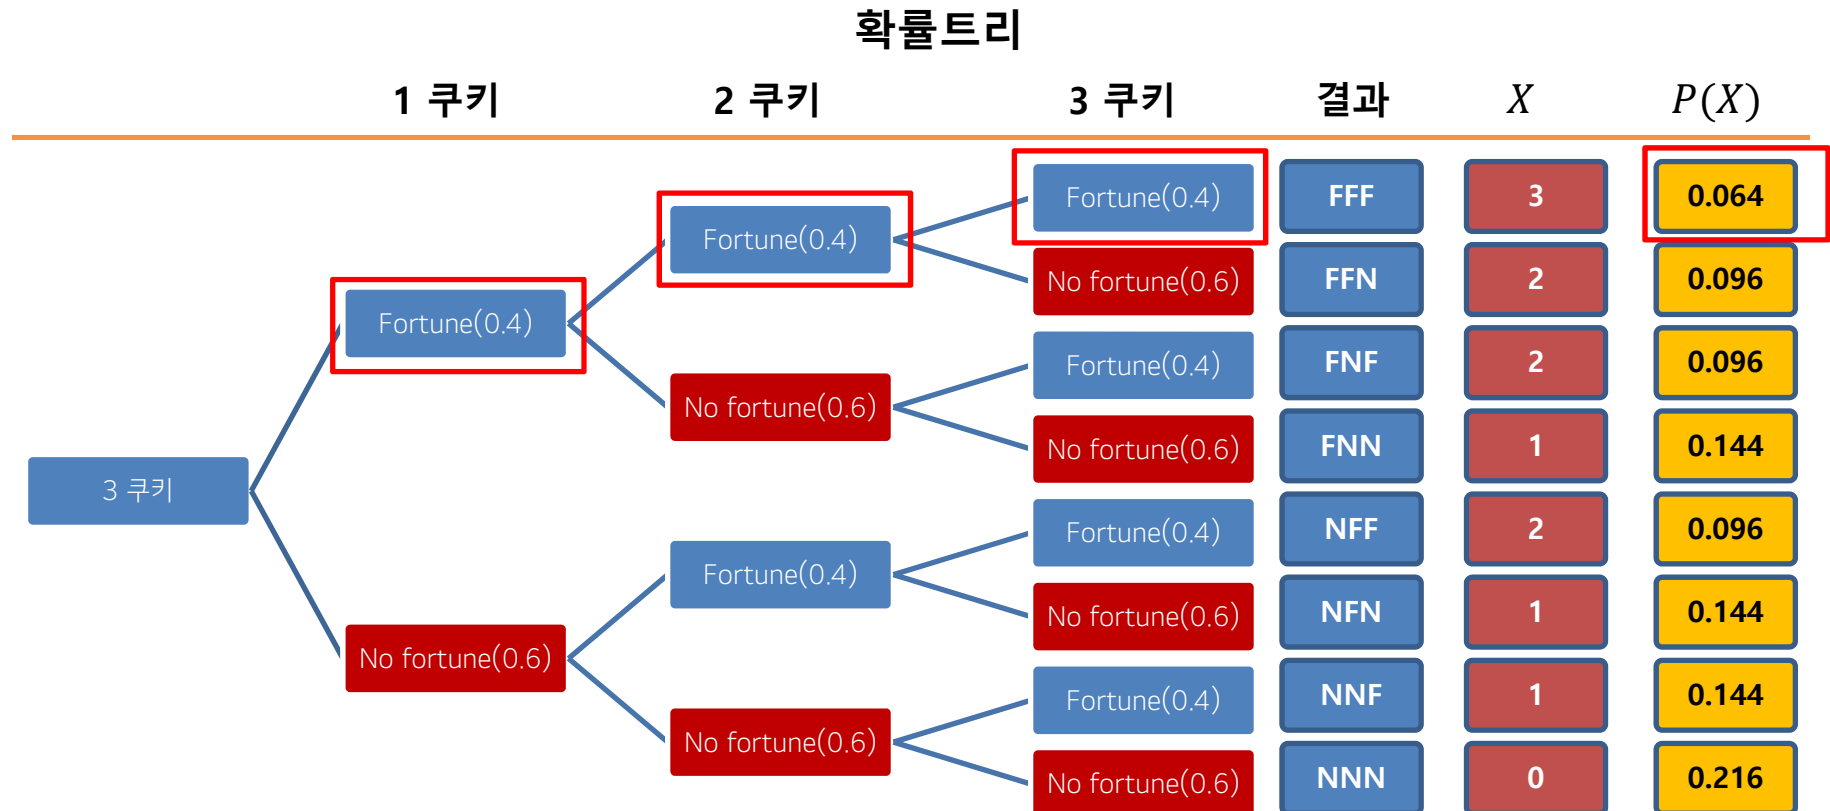 확률트리
1 쿠키 2 쿠키 3 쿠키 결과 X P(X)
Fortune(0.4) FFF 3 0.064
Fortune(0.4)
No fortune(0.6) FFN 2 0.096
Fortune(0.4)
Fortune(0.4) FNF 2 0.096
No fortune(0.6)
No fortune(0.6) FNN 1 0.144
3 쿠키
Fortune(0.4) NFF 2 0.096
Fortune(0.4)
No fortune(0.6) NFN 1 0.144
No fortune(0.6)
Fortune(0.4) NNF 1 0.144
No fortune(0.6)
No fortune(0.6) NNN 0 0.216